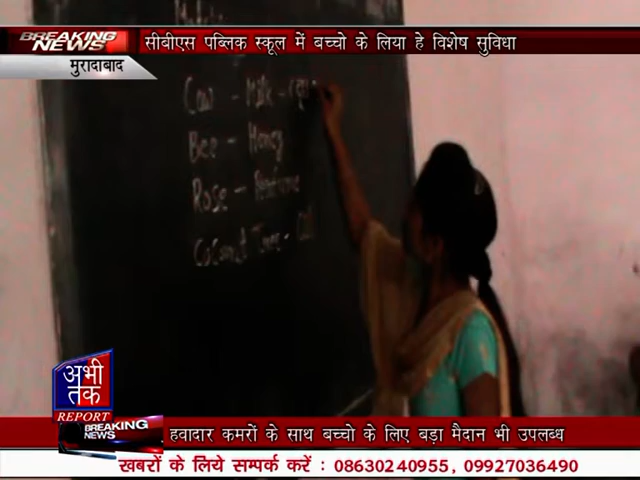 BREAKING NEWS
सीबीएस पब्लिक स्कूल में बच्चो के लिया हे विशेष सुविधा
मुरादाबाद
Cow - Milk -
Bee - Honey
Rose - Perfume
Coconut Tree -
अभी
तक
REPORT
BREAKING NEWS
. हवादार कमरों के साथ बच्चो के लिए बड़ा मैदान भी उपलब्ध
खबरों के लिये सम्पर्क करें : 08630240955, 09927036490